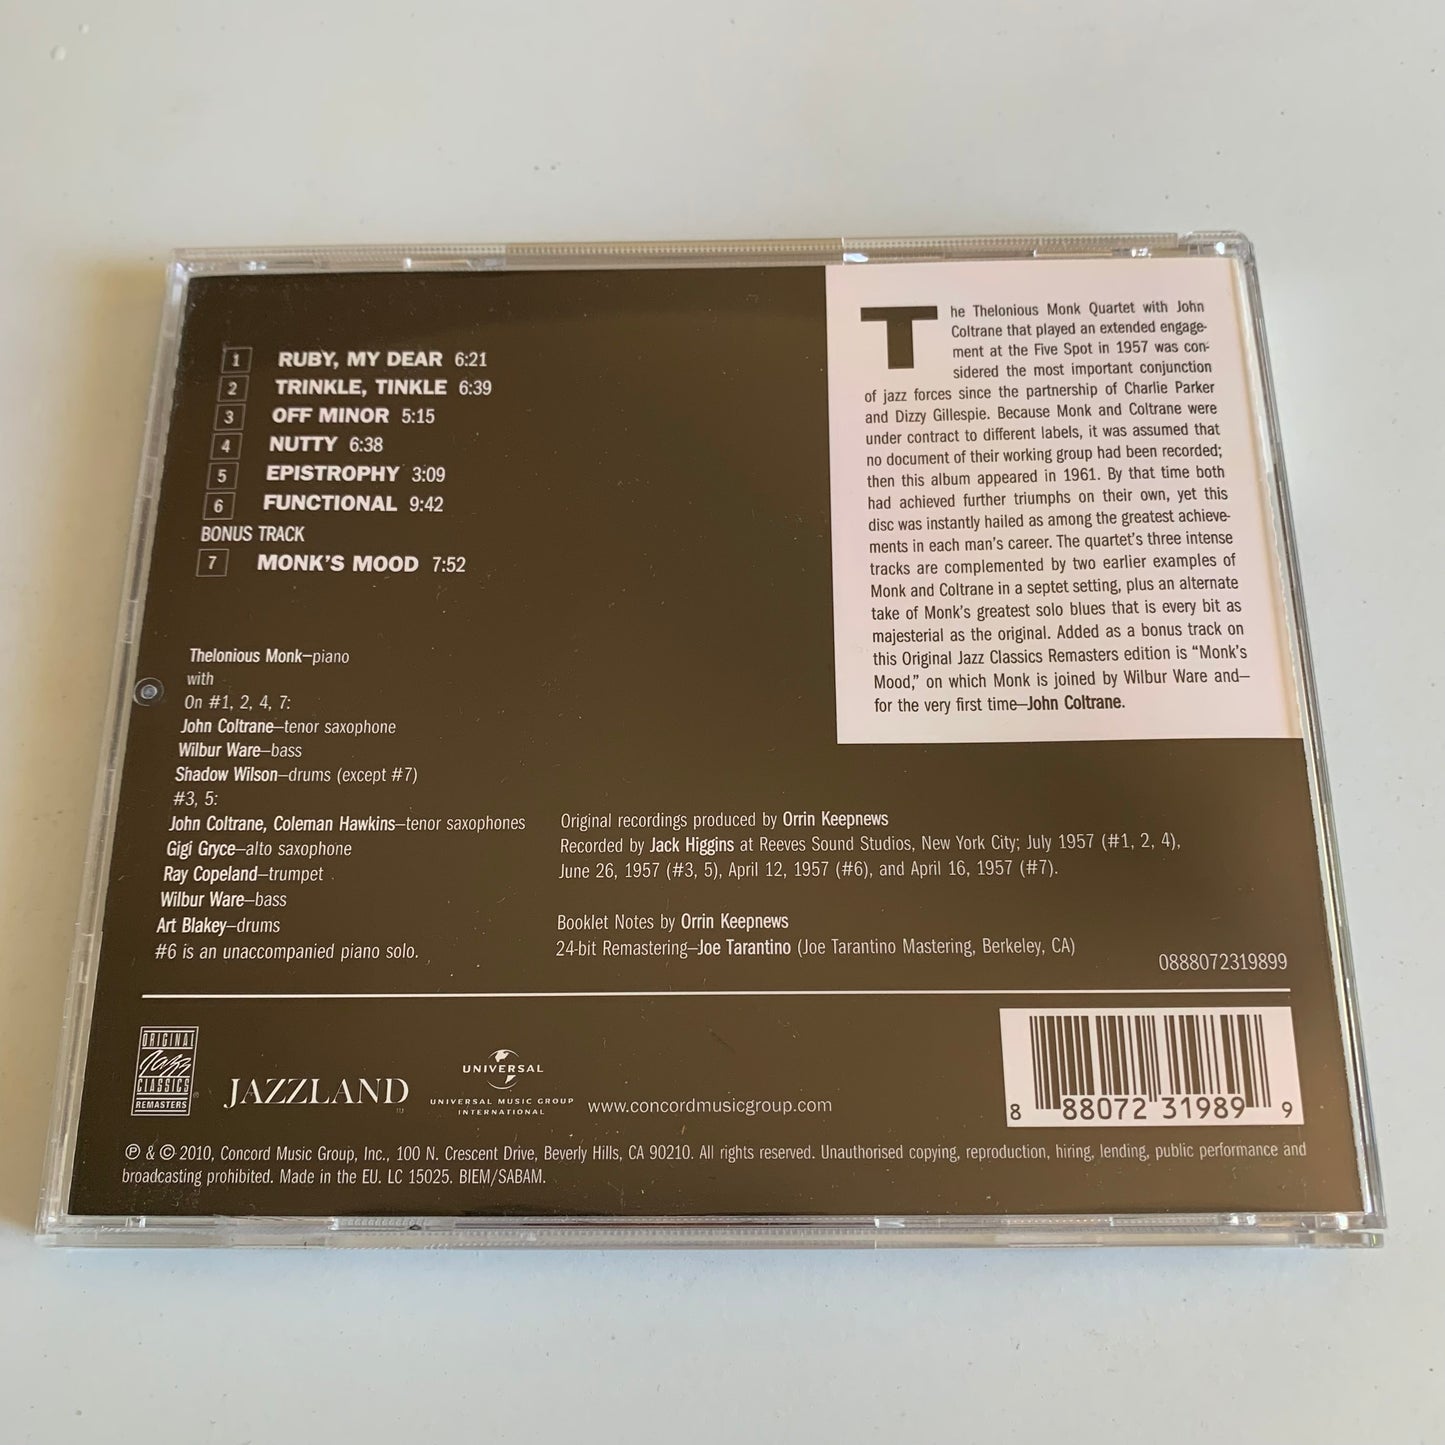 1 RUBY, MY DEAR 6:21
2 TRINKLE, TINKLE 6:39
3 OFF MINOR 5:15
4 NUTTY 6:38
5 EPISTROPHY 3:09
6 FUNCTIONAL 9:42
BONUS TRACK
7 MONK'S MOOD 7:52
Thelonious Monk—piano
with
On #1, 2, 4, 7:
John Coltrane—tenor saxophone
Wilbur Ware—bass
Shadow Wilson—drums (except #7)
#3, 5:
John Coltrane, Coleman Hawkins—tenor saxophones
Gigi Gryce—alto saxophone
Ray Copeland—trumpet
Wilbur Ware—bass
Art Blakey—drums
#6 is an unaccompanied piano solo.
The Thelonious Monk Quartet with John
Coltrane that played an extended engage-
ment at the Five Spot in 1957 was con-
sidered the most important conjunction
of jazz forces since the partnership of Charlie Parker
and Dizzy Gillespie. Because Monk and Coltrane were
under contract to different labels, it was assumed that
no document of their working group had been recorded;
then this album appeared in 1961. By that time both
had achieved further triumphs on their own, yet this
disc was instantly hailed as among the greatest achieve-
ments in each man's career. The quartet's three intense
tracks are complemented by two earlier examples of
Monk and Coltrane in a septet setting, plus an alternate
take of Monk's greatest solo blues that is every bit as
majesterial as the original. Added as a bonus track on
this Original Jazz Classics Remasters edition is "Monk's
Mood," on which Monk is joined by Wilbur Ware and—
for the very first time—John Coltrane.
Original recordings produced by Orrin Keepnews
Recorded by Jack Higgins at Reeves Sound Studios, New York City; July 1957 (#1, 2, 4),
June 26, 1957 (#3, 5), April 12, 1957 (#6), and April 16, 1957 (#7).
Booklet Notes by Orrin Keepnews
24-bit Remastering—Joe Tarantino (Joe Tarantino Mastering, Berkeley, CA)
0888072319899
ORIGINAL
Jazz
CLASSICS
REMASTERS
JAZZLAND
UNIVERSAL
UNIVERSAL MUSIC GROUP
INTERNATIONAL
www.concordmusicgroup.com
8 88072 31989 9
℗ & © 2010, Concord Music Group, Inc., 100 N. Crescent Drive, Beverly Hills, CA 90210. All rights reserved. Unauthorised copying, reproduction, hiring, lending, public performance and
broadcasting prohibited. Made in the EU. LC 15025. BIEM/SABAM.